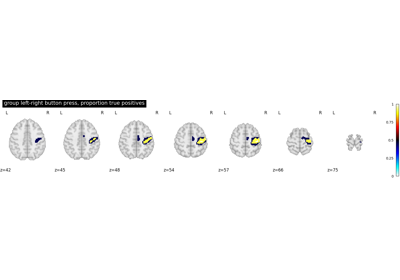 group left-right button press, proportion true positives
L R L R L R L R L R L R L R
z=42 z=45 z=48 z=54 z=57 z=66 z=75
1
0.75
0.5
0.25
0